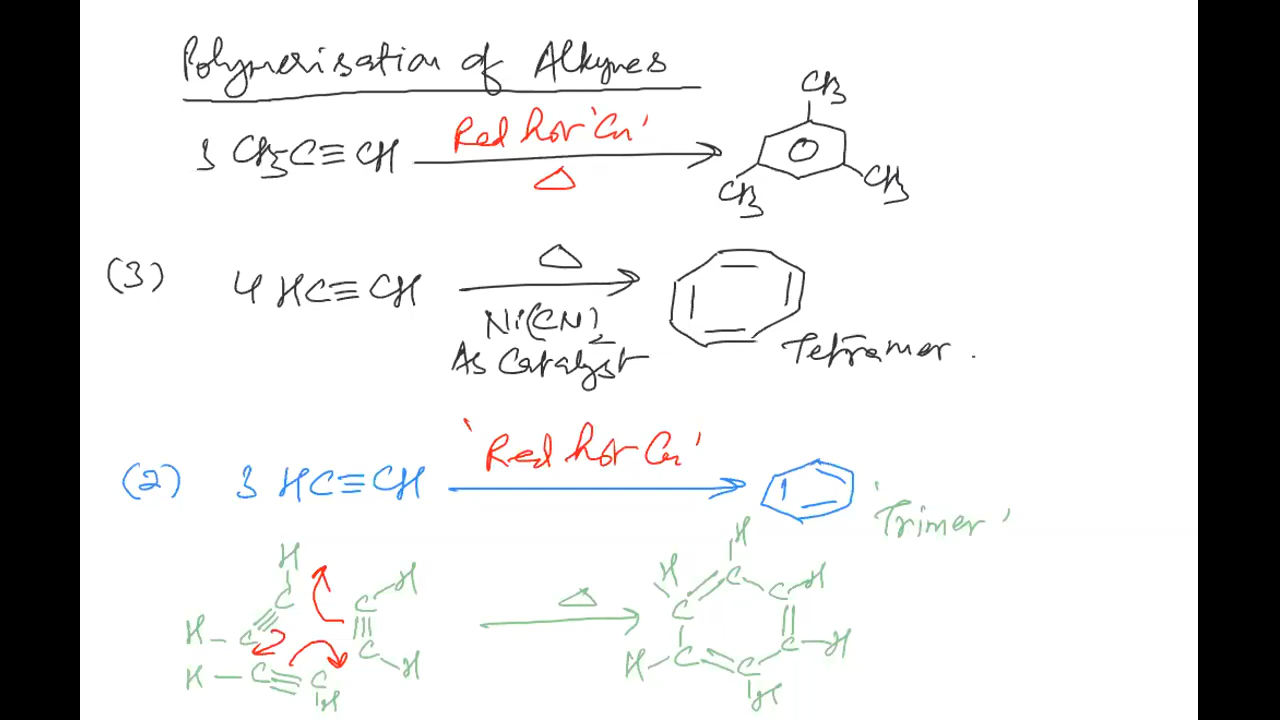 Polymerisation of Alkynes
3 CH3-C≡CH Red hot 'Cu' △ CH3 CH3 CH3
(3) 4 HC≡CH △ Ni(CN)2 As Catalyst Tetramer.
(2) 3 HC≡CH 'Red hot Cu' 'Trimer'
H C C H H C C H C H C H △ H C H C C H C H C H C H